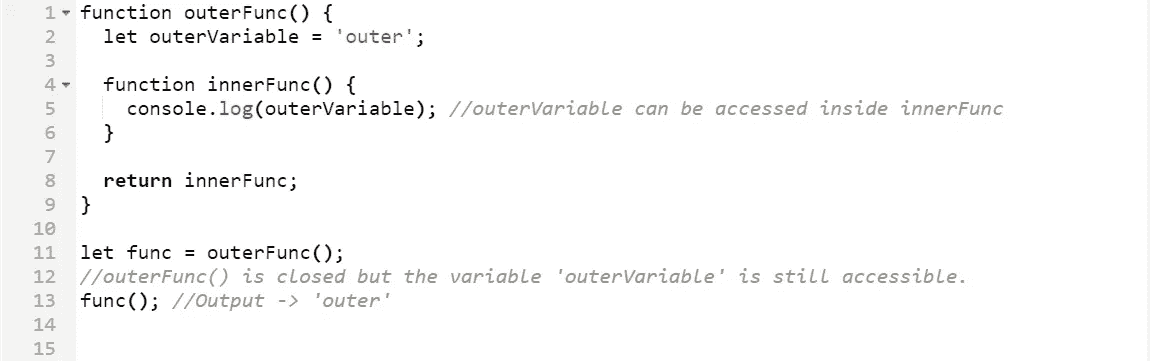 1 function outerFunc() {
2 let outerVariable = 'outer';
3
4 function innerFunc() {
5 console.log(outerVariable); //outerVariable can be accessed inside innerFunc
6 }
7
8 return innerFunc;
9 }
10
11 let func = outerFunc();
12 //outerFunc() is closed but the variable 'outerVariable' is still accessible.
13 func(); //Output -> 'outer'
14
15